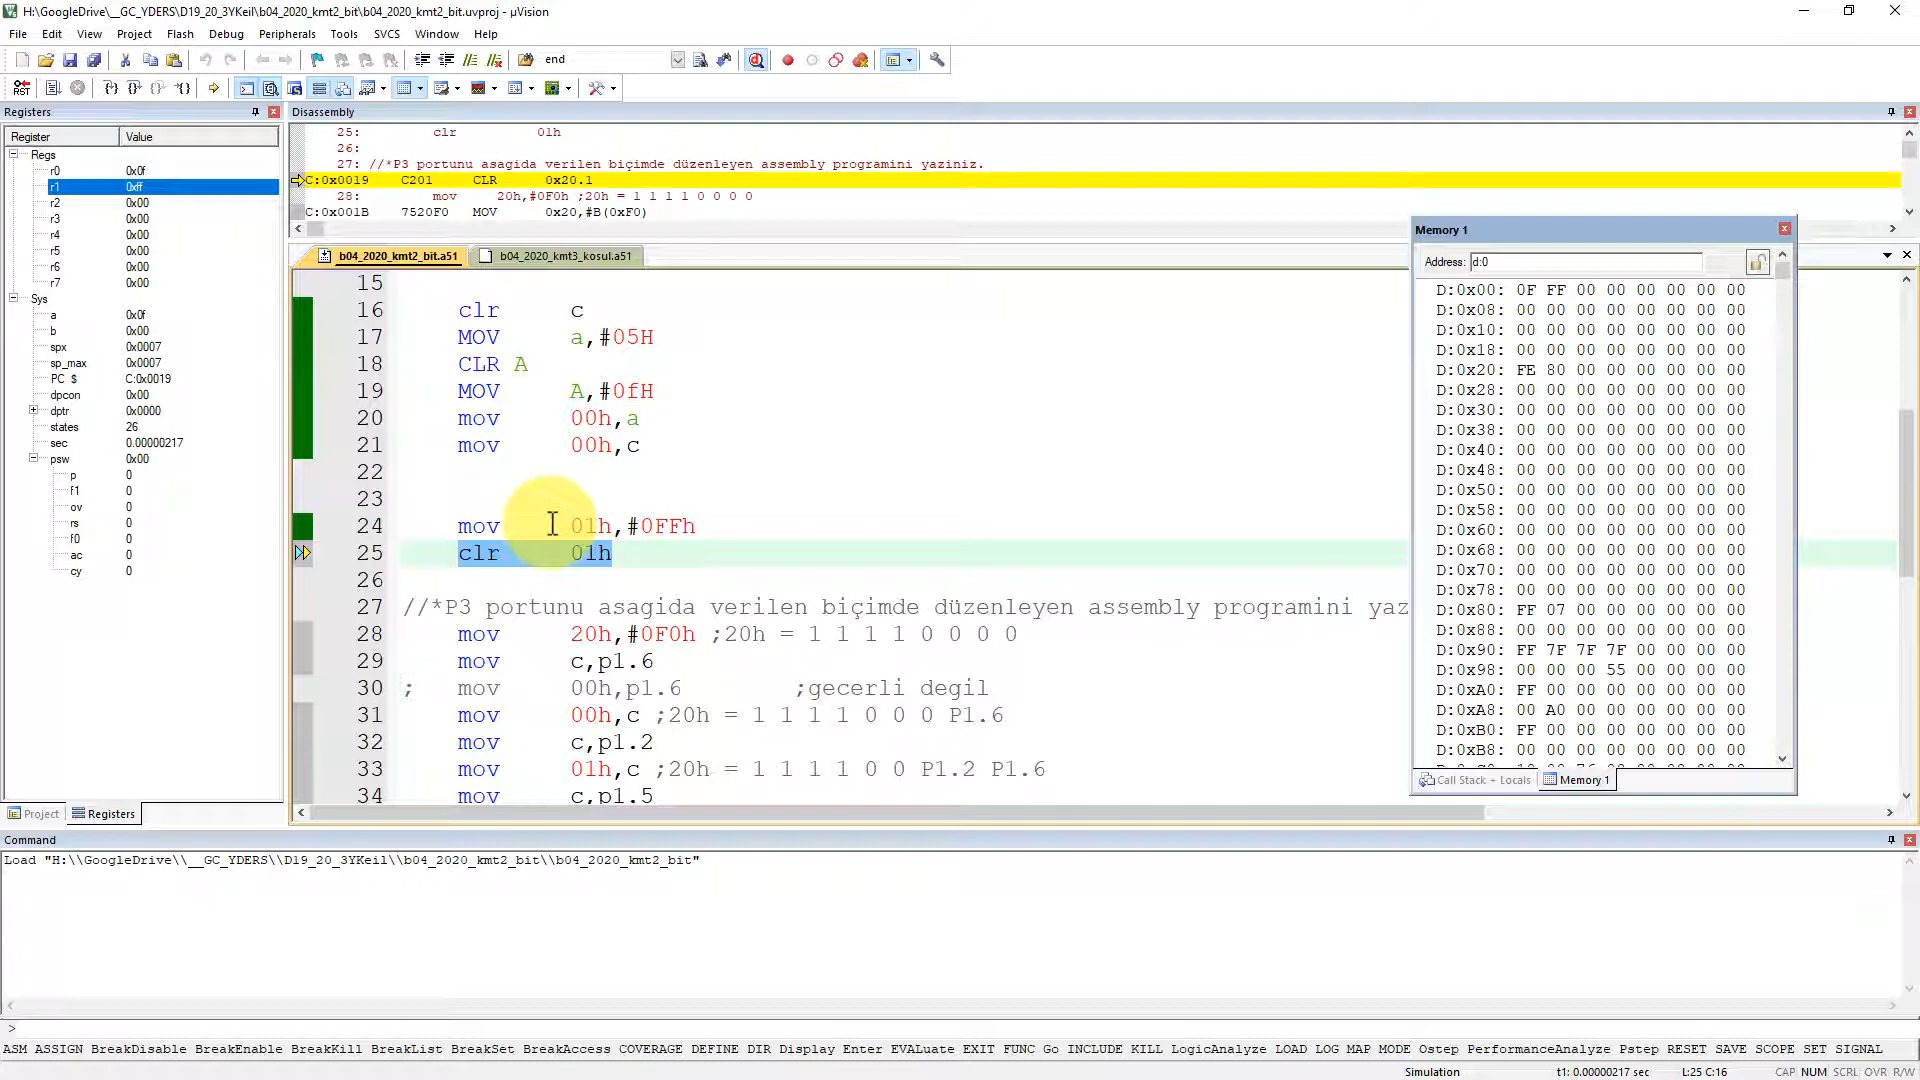 H:\GoogleDrive\__GC_YDERS\D19_20_3YKeil\b04_2020_kmt2_bit\b04_2020_kmt2_bit.uvproj - µVision
File Edit View Project Flash Debug Peripherals Tools SVCS Window Help
end
RST
Registers
Register Value
Regs
r0 0x0f
r1 0xff
r2 0x00
r3 0x00
r4 0x00
r5 0x00
r6 0x00
r7 0x00
Sys
a 0x0f
b 0x00
spx 0x0007
sp_max 0x0007
PC $ C:0x0019
dpcon 0x00
dptr 0x0000
states 26
sec 0.00000217
psw 0x00
p 0
f1 0
ov 0
rs 0
f0 0
ac 0
cy 0
Project Registers
Disassembly
25: clr 01h
26:
27: //*P3 portunu asagida verilen biçimde düzenleyen assembly programini yaziniz.
C:0x0019 C201 CLR 0x20.1
28: mov 20h,#0F0h ;20h = 1 1 1 1 0 0 0 0
C:0x001B 7520F0 MOV 0x20,#B(0xF0)
b04_2020_kmt2_bit.a51 b04_2020_kmt3_kosul.a51
15
16 clr c
17 MOV a,#05H
18 CLR A
19 MOV A,#0fH
20 mov 00h,a
21 mov 00h,c
22
23
24 mov 01h,#0FFh
25 clr 01h
26
27 //*P3 portunu asagida verilen biçimde düzenleyen assembly programini yaz
28 mov 20h,#0F0h ;20h = 1 1 1 1 0 0 0 0
29 mov c,p1.6
30 ; mov 00h,p1.6 ;gecerli degil
31 mov 00h,c ;20h = 1 1 1 1 0 0 0 P1.6
32 mov c,p1.2
33 mov 01h,c ;20h = 1 1 1 1 0 0 P1.2 P1.6
34 mov c,p1.5
Memory 1
Address: d:0
D:0x00: 0F FF 00 00 00 00 00 00
D:0x08: 00 00 00 00 00 00 00 00
D:0x10: 00 00 00 00 00 00 00 00
D:0x18: 00 00 00 00 00 00 00 00
D:0x20: FE 80 00 00 00 00 00 00
D:0x28: 00 00 00 00 00 00 00 00
D:0x30: 00 00 00 00 00 00 00 00
D:0x38: 00 00 00 00 00 00 00 00
D:0x40: 00 00 00 00 00 00 00 00
D:0x48: 00 00 00 00 00 00 00 00
D:0x50: 00 00 00 00 00 00 00 00
D:0x58: 00 00 00 00 00 00 00 00
D:0x60: 00 00 00 00 00 00 00 00
D:0x68: 00 00 00 00 00 00 00 00
D:0x70: 00 00 00 00 00 00 00 00
D:0x78: 00 00 00 00 00 00 00 00
D:0x80: FF 07 00 00 00 00 00 00
D:0x88: 00 00 00 00 00 00 00 00
D:0x90: FF 7F 7F 7F 00 00 00 00
D:0x98: 00 00 00 55 00 00 00 00
D:0xA0: FF 00 00 00 00 00 00 00
D:0xA8: 00 A0 00 00 00 00 00 00
D:0xB0: FF 00 00 00 00 00 00 00
D:0xB8: 00 00 00 00 00 00 00 00
Call Stack + Locals Memory 1
Command
Load "H:\\GoogleDrive\\__GC_YDERS\\D19_20_3YKeil\\b04_2020_kmt2_bit\\b04_2020_kmt2_bit"
>
ASM ASSIGN BreakDisable BreakEnable BreakKill BreakList BreakSet BreakAccess COVERAGE DEFINE DIR Display Enter EVALuate EXIT FUNC Go INCLUDE KILL LogicAnalyze LOAD LOG MAP MODE Ostep PerformanceAnalyze Pstep RESET SAVE SCOPE SET SIGNAL
Simulation t1: 0.00000217 sec L:25 C:16 CAP NUM SCRL OVR R/W